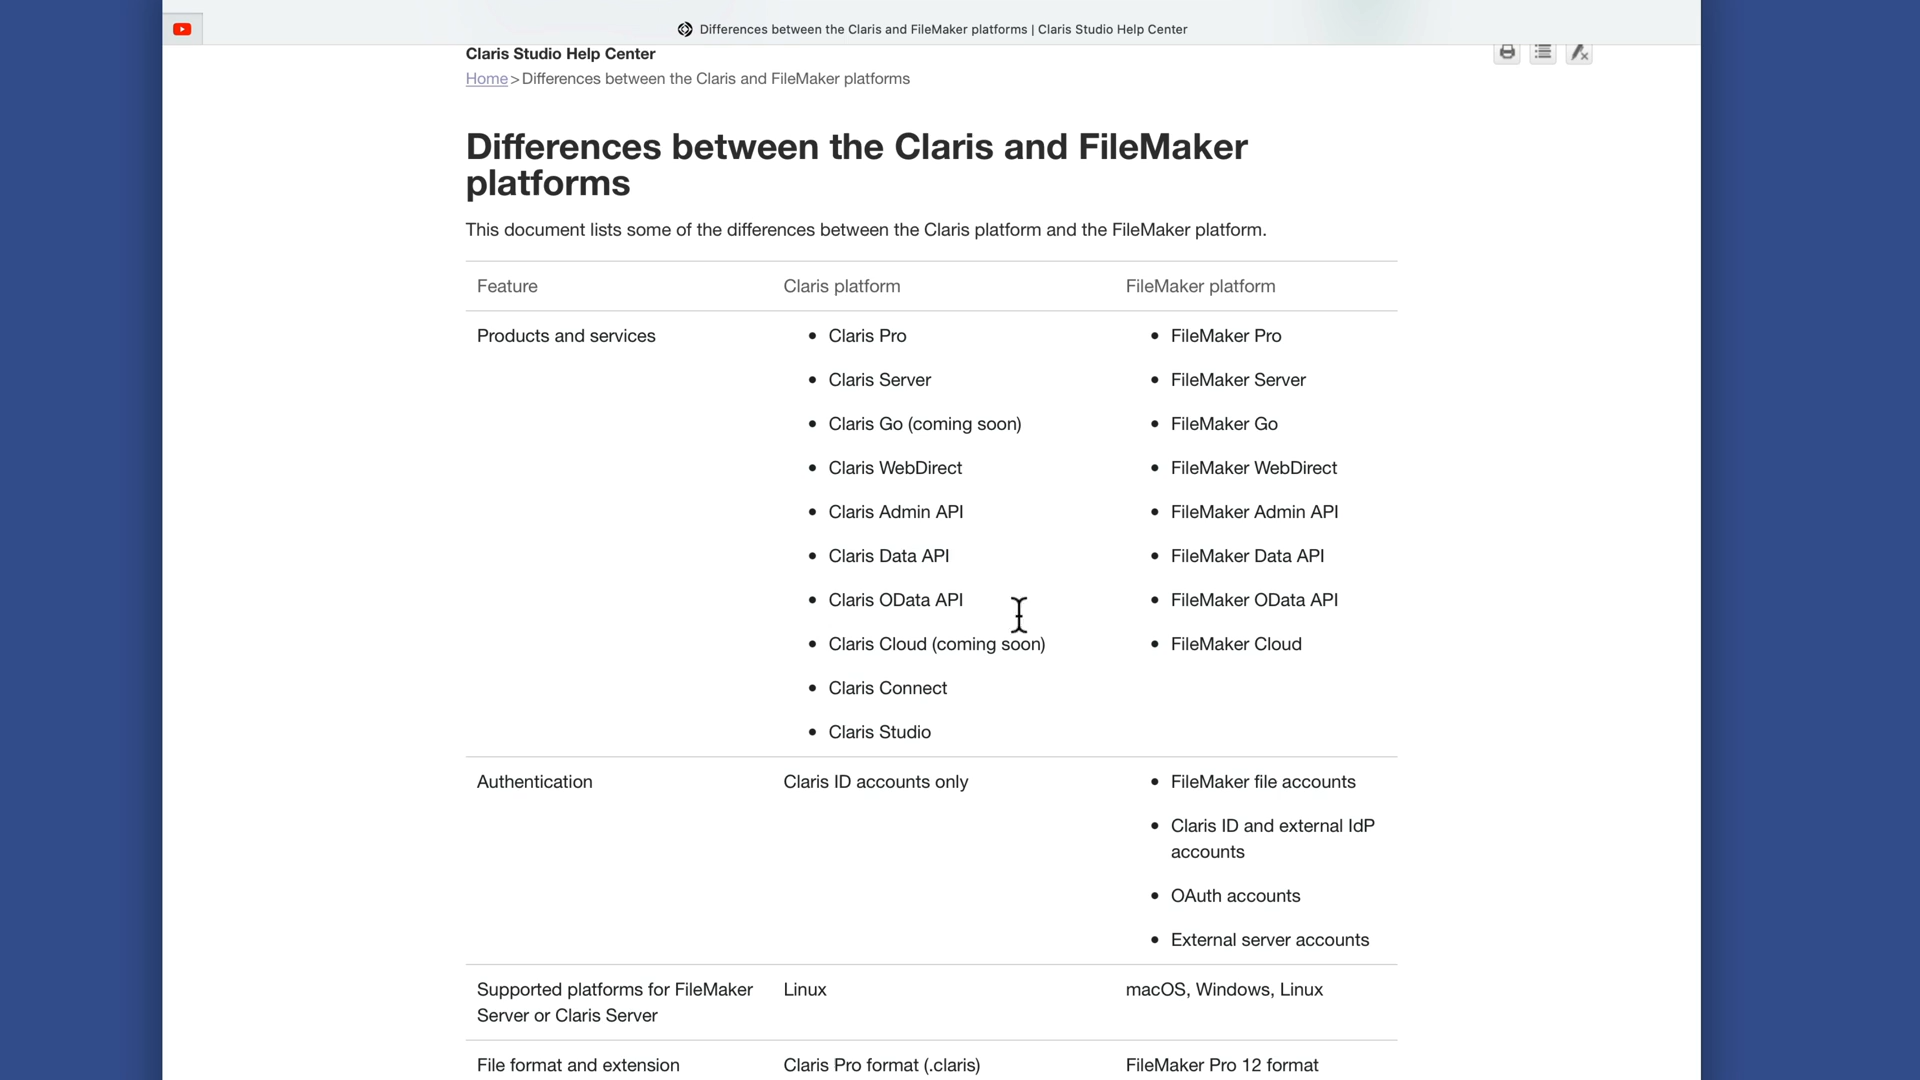 Differences between the Claris and FileMaker platforms | Claris Studio Help Center
Claris Studio Help Center
Home > Differences between the Claris and FileMaker platforms
Differences between the Claris and FileMaker
platforms
This document lists some of the differences between the Claris platform and the FileMaker platform.
Feature Claris platform FileMaker platform
Products and services • Claris Pro • FileMaker Pro
• Claris Server • FileMaker Server
• Claris Go (coming soon) • FileMaker Go
• Claris WebDirect • FileMaker WebDirect
• Claris Admin API • FileMaker Admin API
• Claris Data API • FileMaker Data API
• Claris OData API • FileMaker OData API
• Claris Cloud (coming soon) • FileMaker Cloud
• Claris Connect
• Claris Studio
Authentication Claris ID accounts only • FileMaker file accounts
• Claris ID and external IdP
accounts
• OAuth accounts
• External server accounts
Supported platforms for FileMaker Linux macOS, Windows, Linux
Server or Claris Server
File format and extension Claris Pro format (.claris) FileMaker Pro 12 format